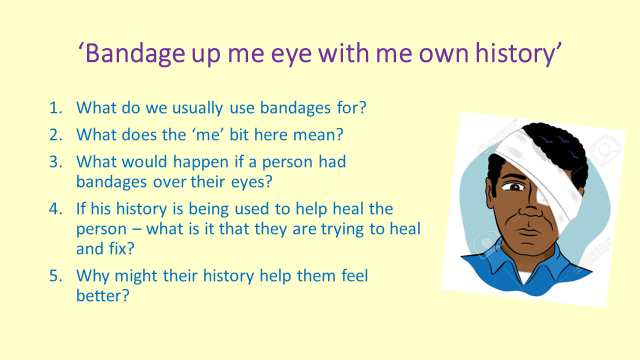 ‘Bandage up me eye with me own history’
1. What do we usually use bandages for?
2. What does the ‘me’ bit here mean?
3. What would happen if a person had
bandages over their eyes?
4. If his history is being used to help heal the
person – what is it that they are trying to heal
and fix?
5. Why might their history help them feel
better?